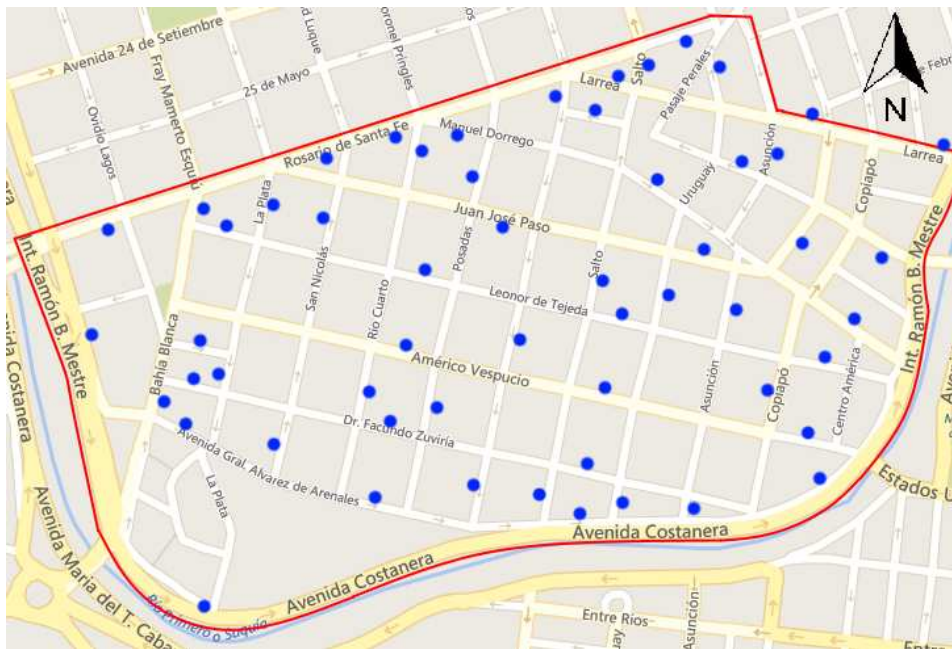 Avenida 24 de Setiembre
25 de Mayo
Fray Mamerto Esquiú
Ovidio Lagos
Luque
Pringles
Rosario de Santa Fe
La Plata
San Nicolás
Río Cuarto
Posadas
Manuel Dorrego
Larrea
Salto
Pasaje Perales
N
Uruguay
Asunción
Copiapó
Larrea
Juan José Paso
Int. Ramón B. Mestre
Int. Ramón B. Mestre
Salto
Leonor de Tejeda
Bahía Blanca
Américo Vespucio
Asunción
Copiapó
Centro América
Dr. Facundo Zuviría
Avenida Gral. Alvarez de Arenales
La Plata
Avenida Costanera
Avenida Costanera
Avenida Costanera
Estados U
Avenida Maria del T. Caba
Río Primero o Suquía
Entre Ríos
Asunción
Entre